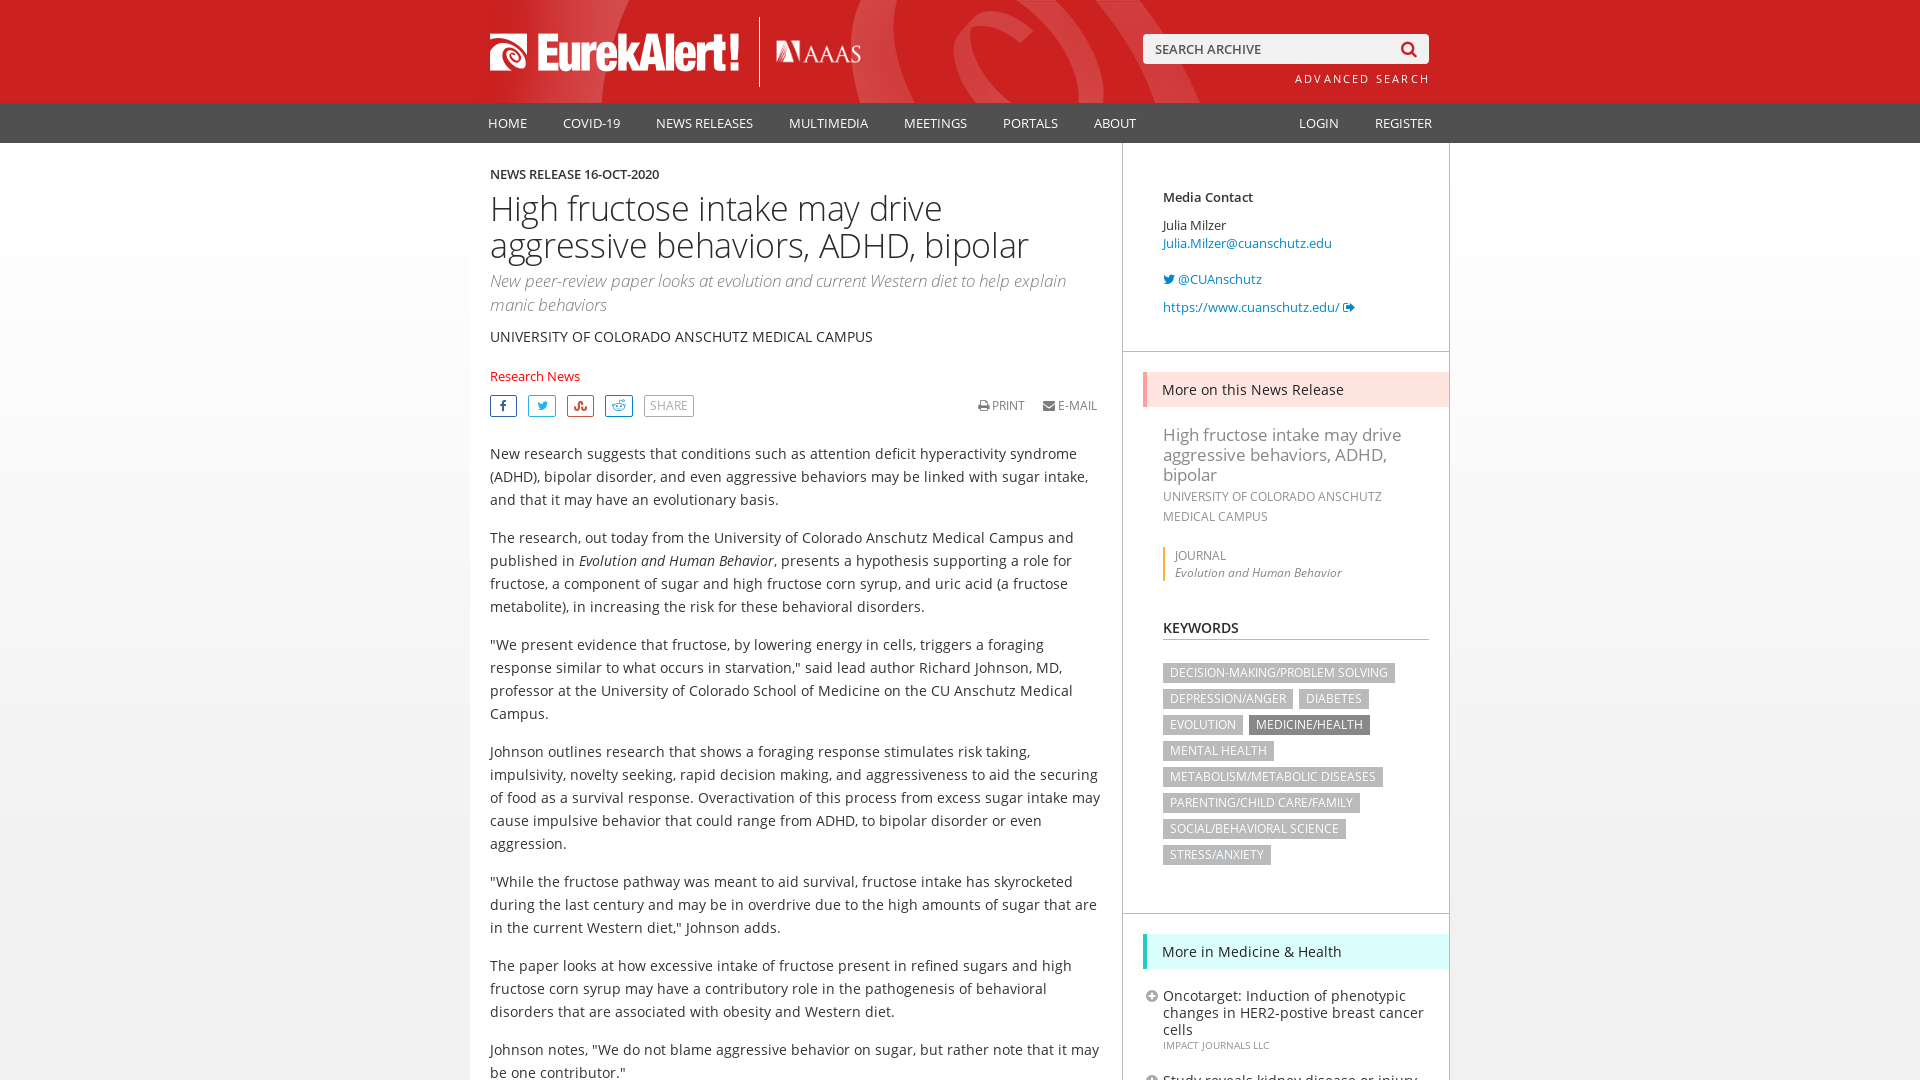 EurekAlert!
AAAS
SEARCH ARCHIVE
ADVANCED SEARCH
HOME
COVID-19
NEWS RELEASES
MULTIMEDIA
MEETINGS
PORTALS
ABOUT
LOGIN
REGISTER
NEWS RELEASE 16-OCT-2020
High fructose intake may drive
aggressive behaviors, ADHD, bipolar
New peer-review paper looks at evolution and current Western diet to help explain
manic behaviors
UNIVERSITY OF COLORADO ANSCHUTZ MEDICAL CAMPUS
Research News
SHARE
PRINT
E-MAIL
New research suggests that conditions such as attention deficit hyperactivity syndrome
(ADHD), bipolar disorder, and even aggressive behaviors may be linked with sugar intake,
and that it may have an evolutionary basis.
The research, out today from the University of Colorado Anschutz Medical Campus and
published in Evolution and Human Behavior, presents a hypothesis supporting a role for
fructose, a component of sugar and high fructose corn syrup, and uric acid (a fructose
metabolite), in increasing the risk for these behavioral disorders.
"We present evidence that fructose, by lowering energy in cells, triggers a foraging
response similar to what occurs in starvation," said lead author Richard Johnson, MD,
professor at the University of Colorado School of Medicine on the CU Anschutz Medical
Campus.
Johnson outlines research that shows a foraging response stimulates risk taking,
impulsivity, novelty seeking, rapid decision making, and aggressiveness to aid the securing
of food as a survival response. Overactivation of this process from excess sugar intake may
cause impulsive behavior that could range from ADHD, to bipolar disorder or even
aggression.
"While the fructose pathway was meant to aid survival, fructose intake has skyrocketed
during the last century and may be in overdrive due to the high amounts of sugar that are
in the current Western diet," Johnson adds.
The paper looks at how excessive intake of fructose present in refined sugars and high
fructose corn syrup may have a contributory role in the pathogenesis of behavioral
disorders that are associated with obesity and Western diet.
Johnson notes, "We do not blame aggressive behavior on sugar, but rather note that it may
be one contributor."
Media Contact
Julia Milzer
Julia.Milzer@cuanschutz.edu
@CUAnschutz
https://www.cuanschutz.edu/
More on this News Release
High fructose intake may drive
aggressive behaviors, ADHD,
bipolar
UNIVERSITY OF COLORADO ANSCHUTZ
MEDICAL CAMPUS
JOURNAL
Evolution and Human Behavior
KEYWORDS
DECISION-MAKING/PROBLEM SOLVING
DEPRESSION/ANGER
DIABETES
EVOLUTION
MEDICINE/HEALTH
MENTAL HEALTH
METABOLISM/METABOLIC DISEASES
PARENTING/CHILD CARE/FAMILY
SOCIAL/BEHAVIORAL SCIENCE
STRESS/ANXIETY
More in Medicine & Health
Oncotarget: Induction of phenotypic
changes in HER2-postive breast cancer
cells
IMPACT JOURNALS LLC
Study reveals kidney disease or injury